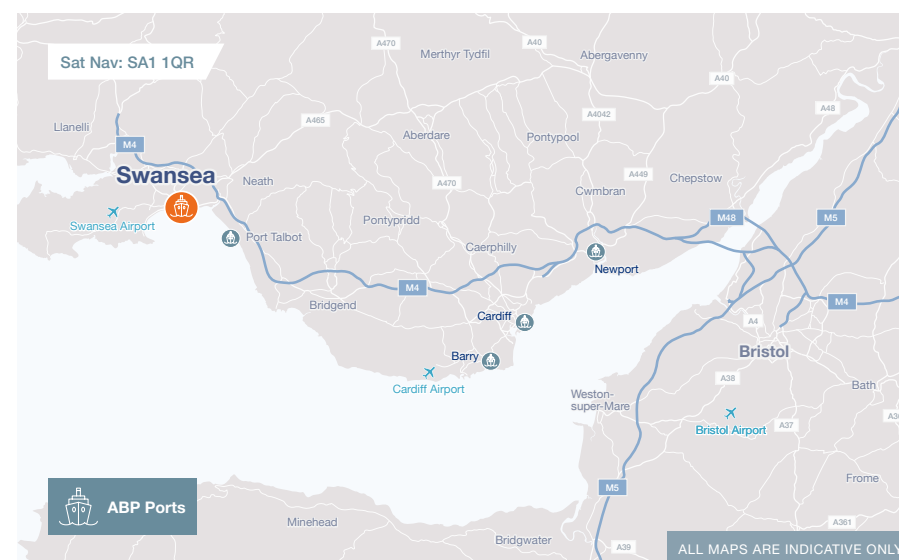 A470
A40
Merthyr Tydfil
Abergavenny
Sat Nav: SA1 1QR
A40
A48
A4042
A465
Llanelli
Aberdare
Pontypool
M4
Swansea
A449
Chepstow
Neath
A470
Cwmbran
Swansea Airport
Pontypridd
M48
M5
Port Talbot
Caerphilly
Newport
M4
Bridgend
M4
Cardiff
A4
Bristol
Barry
A38
Cardiff Airport
Bath
Weston-
super-Mare
Bristol Airport
A37
Frome
M5
ABP Ports
Minehead
A361
Bridgwater
A39
ALL MAPS ARE INDICATIVE ONLY